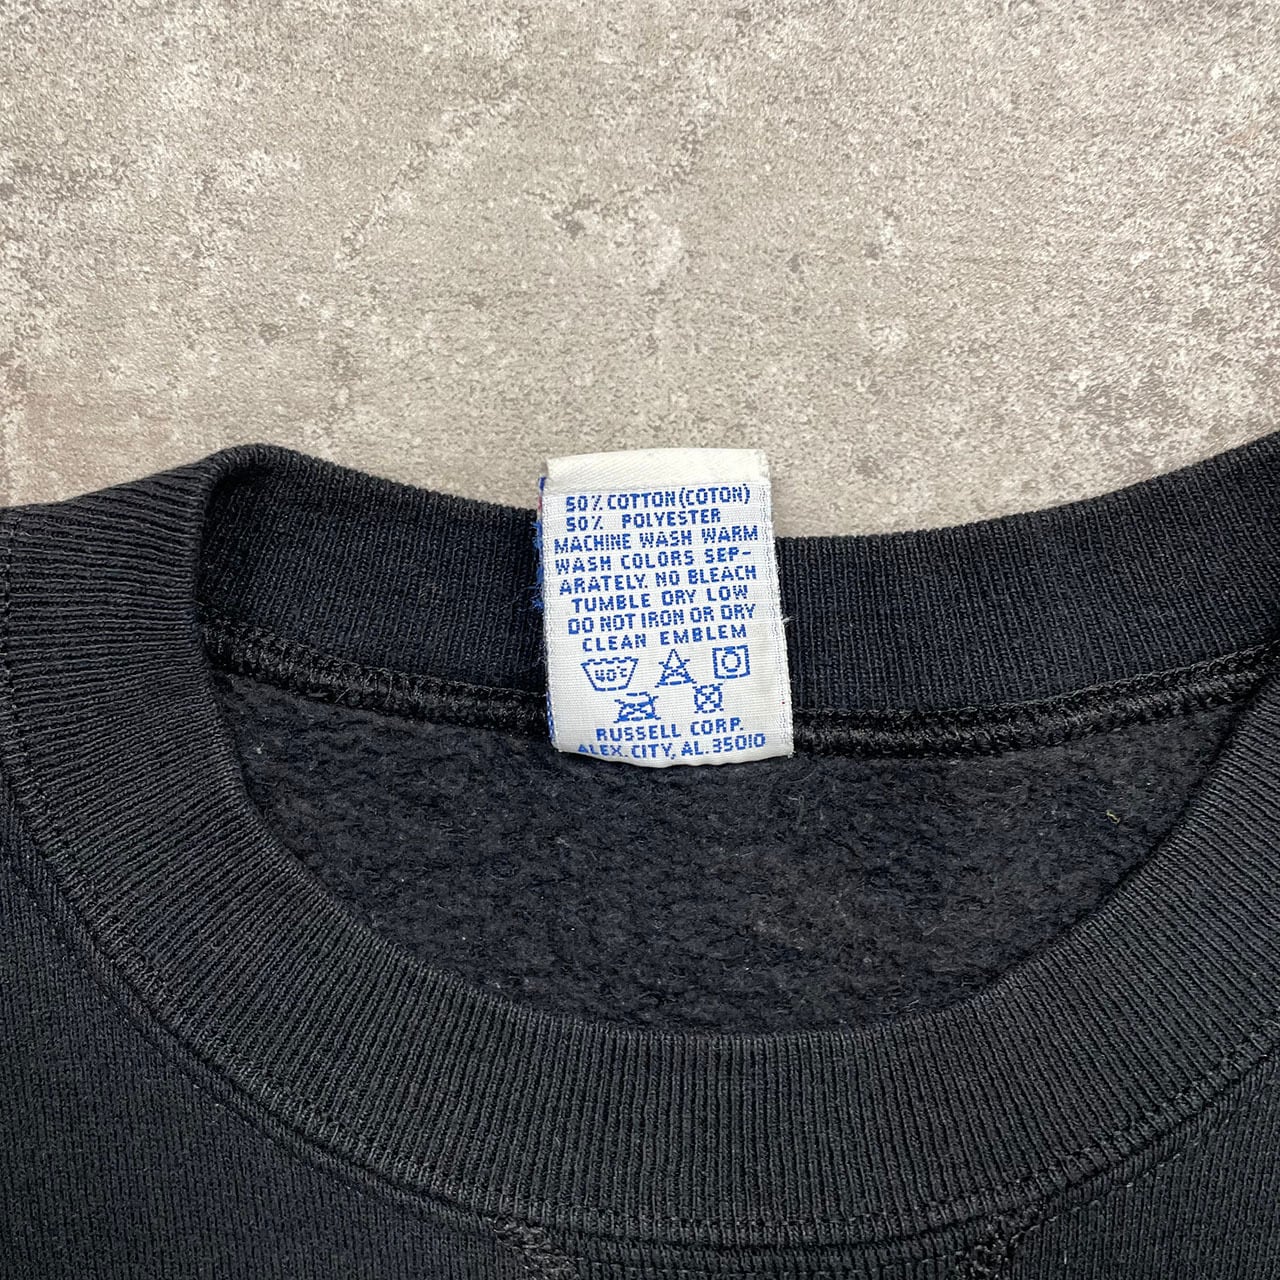 50% COTTON (COTON)
50% POLYESTER
MACHINE WASH WARM
WASH COLORS SEP-
ARATELY. NO BLEACH
TUMBLE DRY LOW
DO NOT IRON OR DRY
CLEAN EMBLEM
40°C
RUSSELL CORP.
ALEX. CITY, AL. 35010